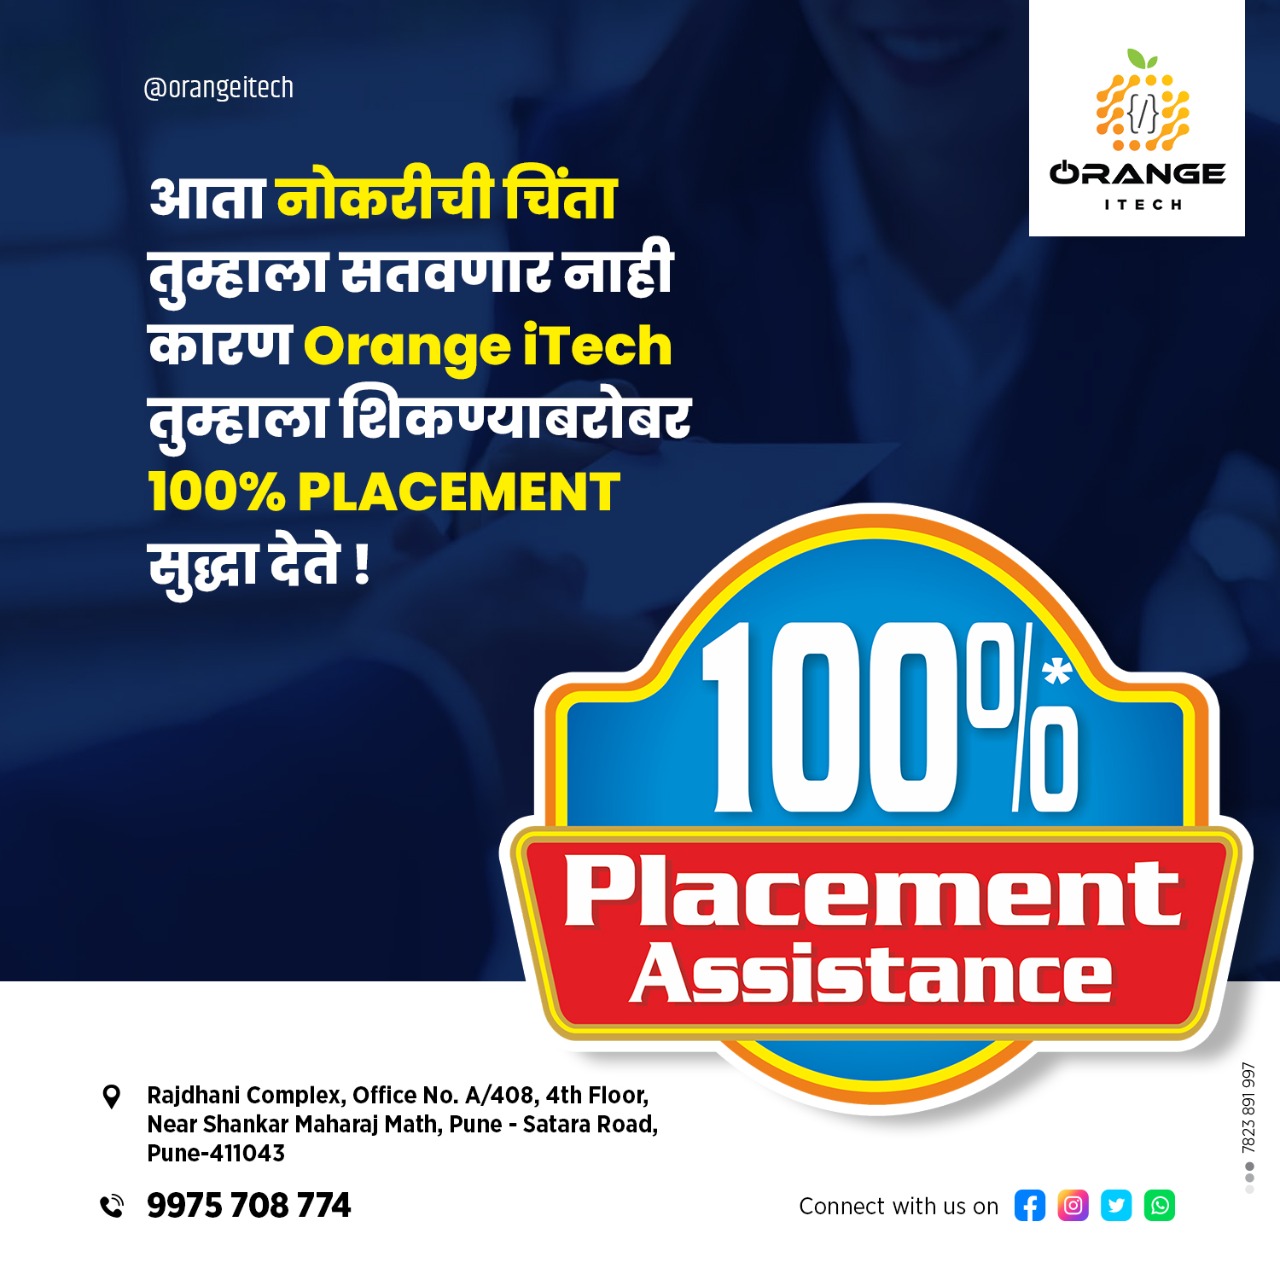 @orangeitech
ORANGE
ITECH
आता नोकरीची चिंता
तुम्हाला सतवणार नाही
कारण Orange iTech
तुम्हाला शिकण्याबरोबर
100% PLACEMENT
सुद्धा देते !
100%*
Placement
Assistance
Rajdhani Complex, Office No. A/408, 4th Floor,
Near Shankar Maharaj Math, Pune - Satara Road,
Pune-411043
9975 708 774
Connect with us on
7823 891 997